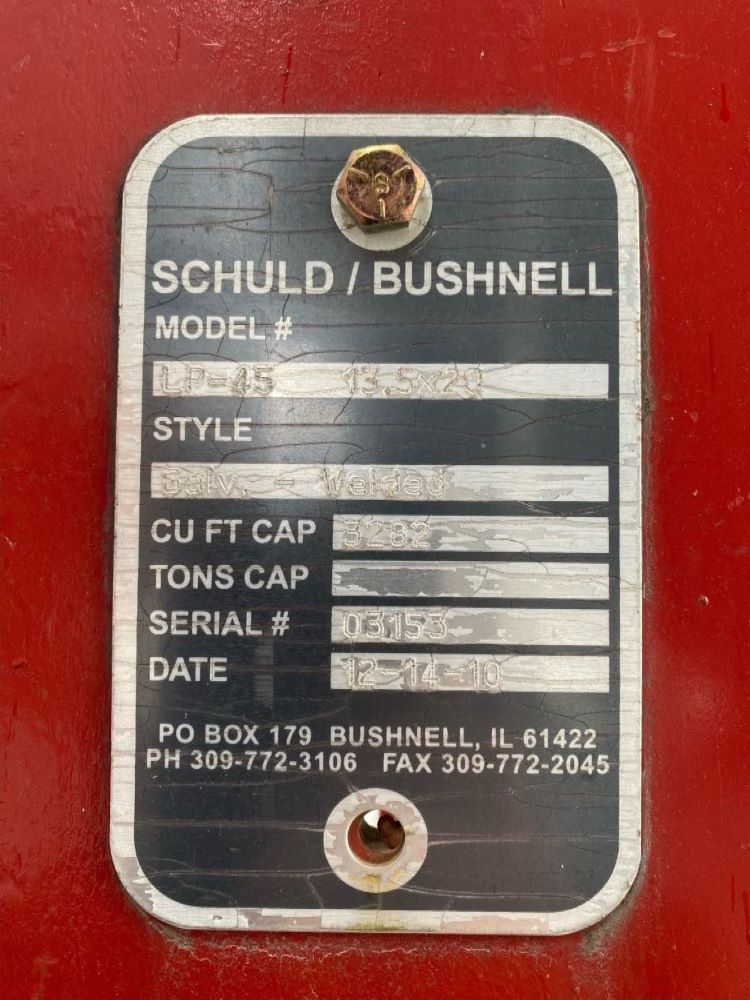 SCHULD / BUSHNELL
MODEL #
LP-45 13.5x20
STYLE
Galv. - Welded
CU FT CAP 3282
TONS CAP
SERIAL # 03153
DATE 12-14-10
PO BOX 179 BUSHNELL, IL 61422
PH 309-772-3106 FAX 309-772-2045